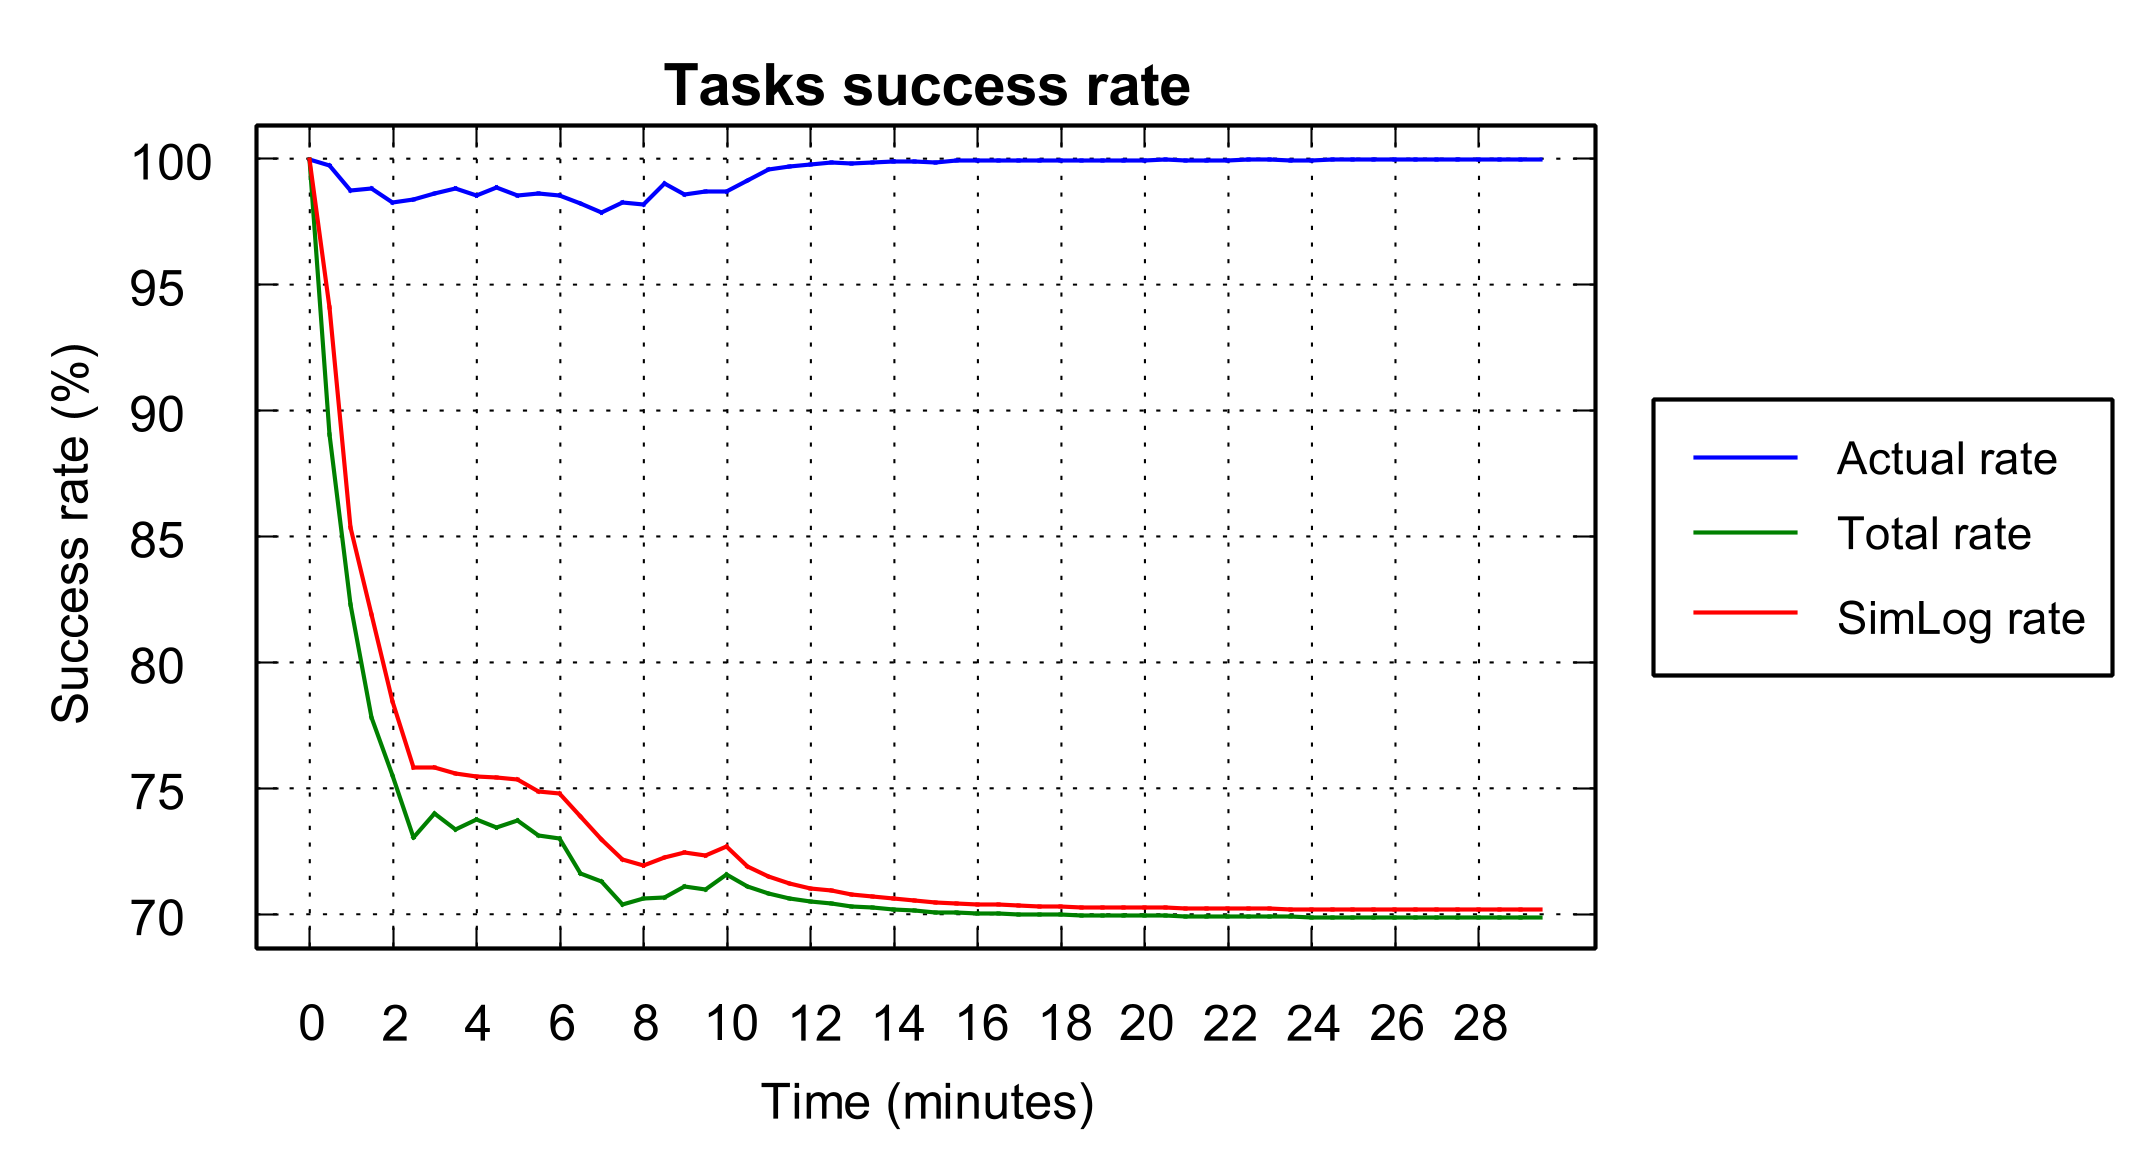 Tasks success rate
100
95
90
85
80
75
70
Success rate (%)
0 2 4 6 8 10 12 14 16 18 20 22 24 26 28
Time (minutes)
Actual rate
Total rate
SimLog rate